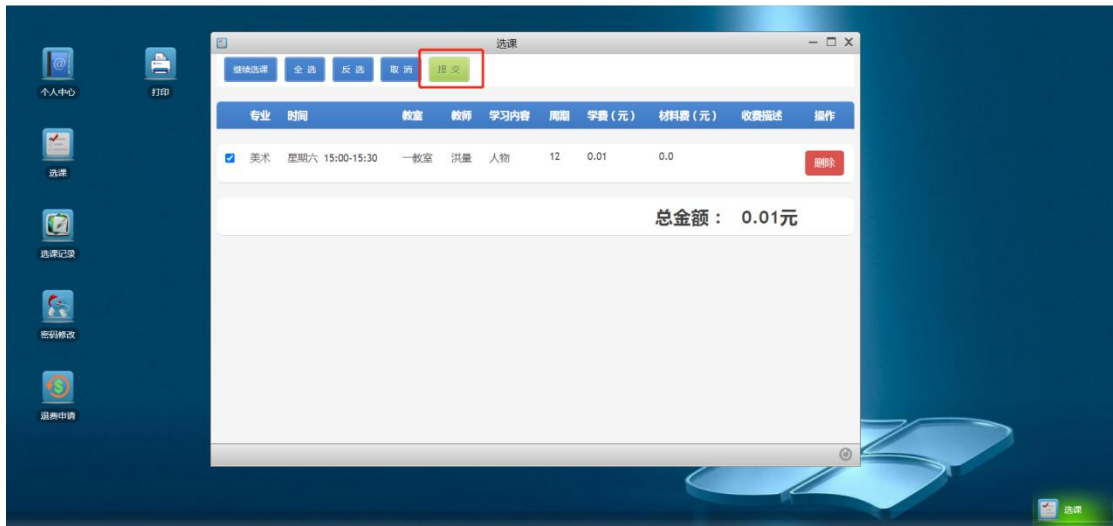 选课
继续选课 全选 反选 取消 提交
专业 时间 教室 教师 学习内容 周期 学费（元） 材料费（元） 收费描述 操作
美术 星期六 15:00-15:30 一教室 洪量 人物 12 0.01 0.0 删除
总金额： 0.01元
个人中心 打印
选课
选课记录
密码修改
退费申请
选课